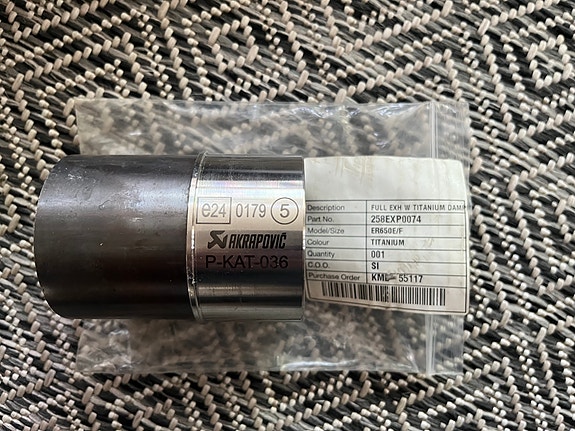 e24 0179 5
AKRAPOVIČ
P-KAT-036
Description FULL EXH W TITANIUM DAM
Part No. 258EXP0074
Model/Size ER650E/F
Colour TITANIUM
Quantity 001
C.O.O. SI
Purchase Order KML- 55117